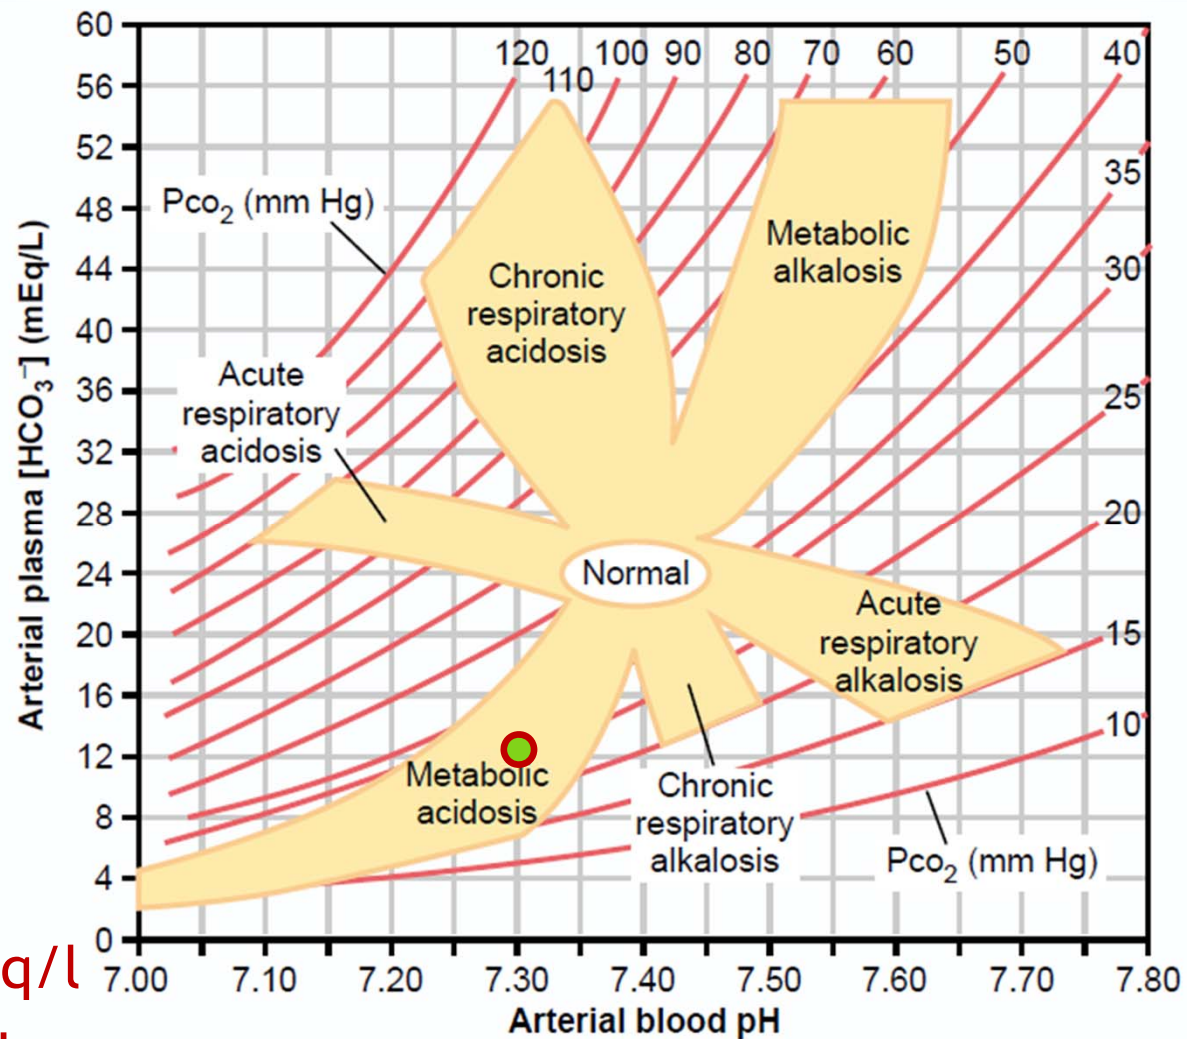 60
56
52
48
44
40
36
32
28
24
20
16
12
8
4
0
Arterial plasma [HCO₃⁻] (mEq/L)
120
110
100
90
80
70
60
50
40
35
30
25
20
15
10
Pco₂ (mm Hg)
Chronic
respiratory
acidosis
Metabolic
alkalosis
Acute
respiratory
acidosis
Normal
Acute
respiratory
alkalosis
Metabolic
acidosis
Chronic
respiratory
alkalosis
Pco₂ (mm Hg)
q/l
7.00 7.10 7.20 7.30 7.40 7.50 7.60 7.70 7.80
Arterial blood pH